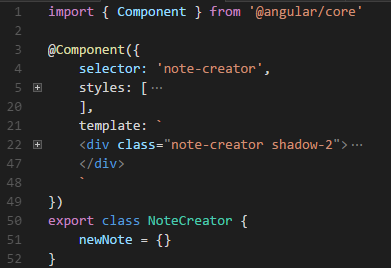 1 import { Component } from '@angular/core'
2
3 @Component({
4 selector: 'note-creator',
5 styles: [ ⋯
20 ],
21 template: `
22 <div class="note-creator shadow-2"> ⋯
47 </div>
48 `
49 })
50 export class NoteCreator {
51 newNote = {}
52 }